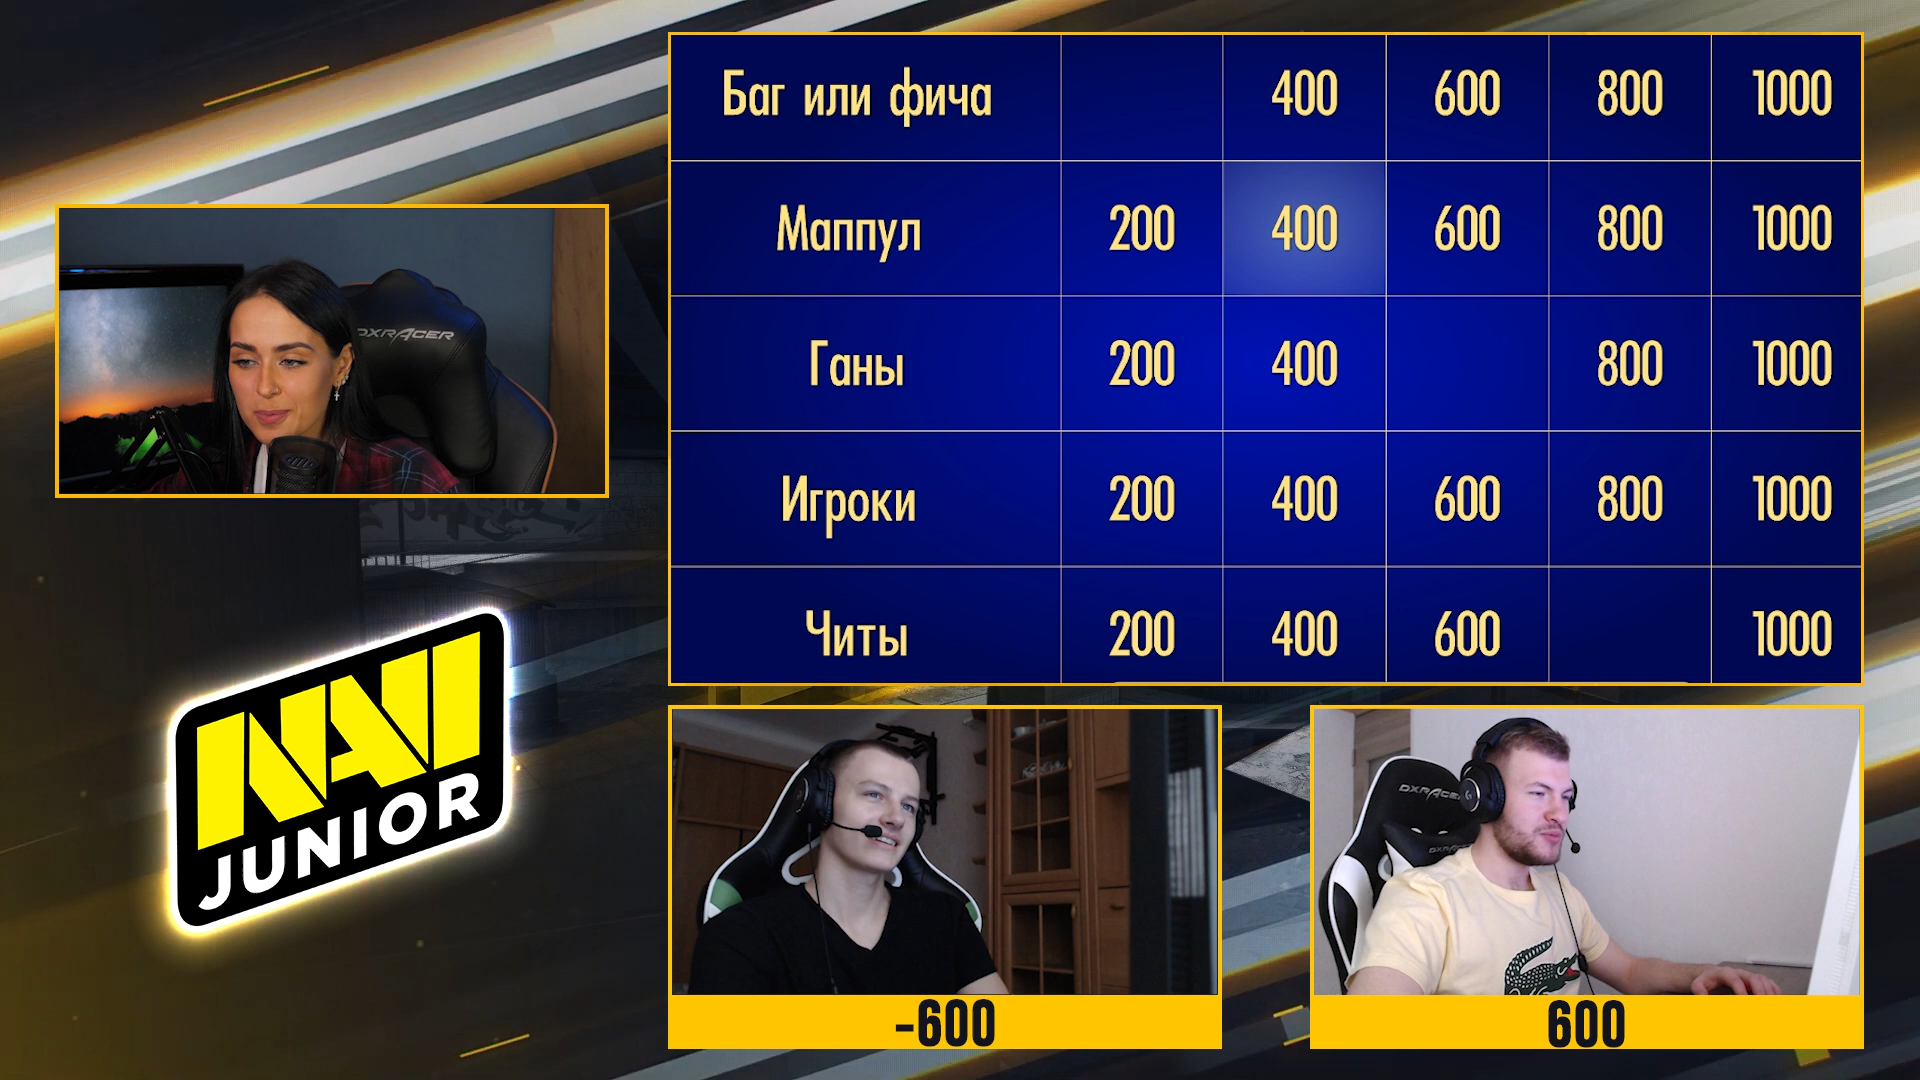 Баг или фича 400 600 800 1000
Маппул 200 400 600 800 1000
Ганы 200 400 800 1000
Игроки 200 400 600 800 1000
Читы 200 400 600 1000
DXRACER
NAVI
JUNIOR
DXRACER
-600
600